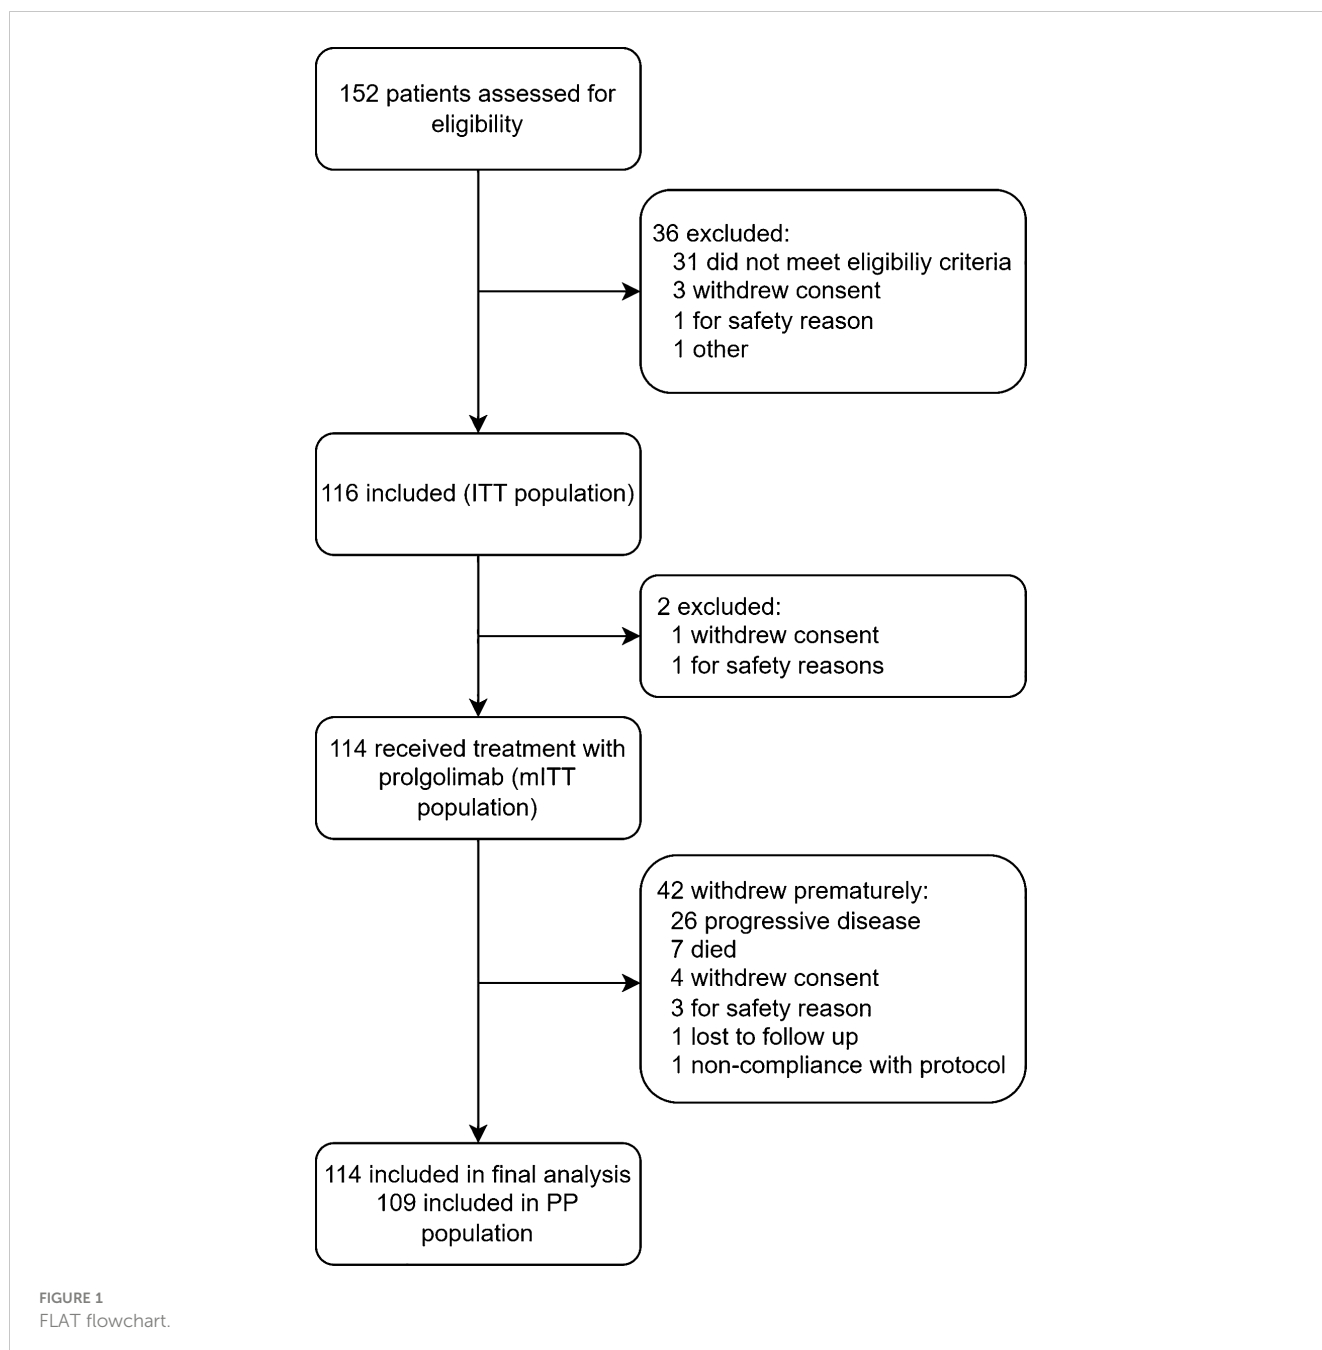 152 patients assessed for
eligibility
36 excluded:
31 did not meet eligibiliy criteria
3 withdrew consent
1 for safety reason
1 other
116 included (ITT population)
2 excluded:
1 withdrew consent
1 for safety reasons
114 received treatment with
prolgolimab (mITT
population)
42 withdrew prematurely:
26 progressive disease
7 died
4 withdrew consent
3 for safety reason
1 lost to follow up
1 non-compliance with protocol
114 included in final analysis
109 included in PP
population
FIGURE 1
FLAT flowchart.